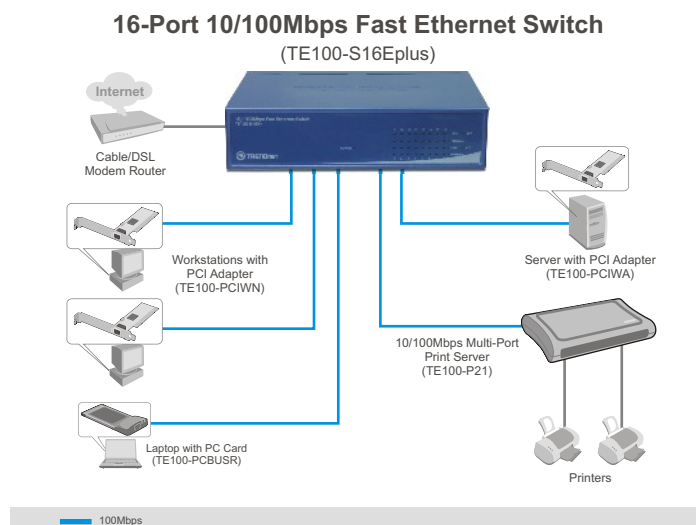 16-Port 10/100Mbps Fast Ethernet Switch
(TE100-S16Eplus)
Internet
Cable/DSL
Modem Router
TRENDnet
Workstations with
PCI Adapter
(TE100-PCIWN)
Server with PCI Adapter
(TE100-PCIWA)
10/100Mbps Multi-Port
Print Server
(TE100-P21)
Laptop with PC Card
(TE100-PCBUSR)
Printers
100Mbps